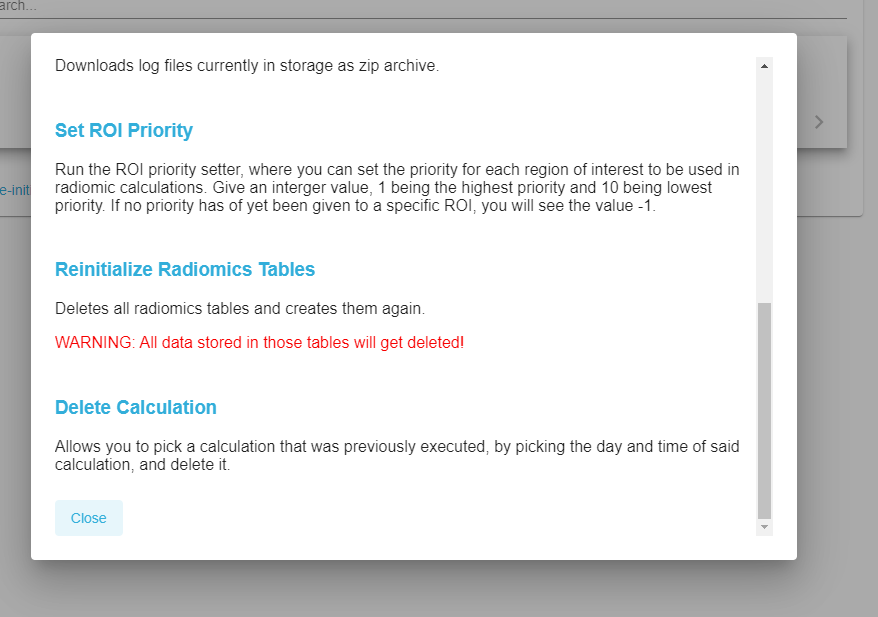 arch...
Downloads log files currently in storage as zip archive.
Set ROI Priority
Run the ROI priority setter, where you can set the priority for each region of interest to be used in
radiomic calculations. Give an interger value, 1 being the highest priority and 10 being lowest
priority. If no priority has of yet been given to a specific ROI, you will see the value -1.
e-init
Reinitialize Radiomics Tables
Deletes all radiomics tables and creates them again.
WARNING: All data stored in those tables will get deleted!
Delete Calculation
Allows you to pick a calculation that was previously executed, by picking the day and time of said
calculation, and delete it.
Close